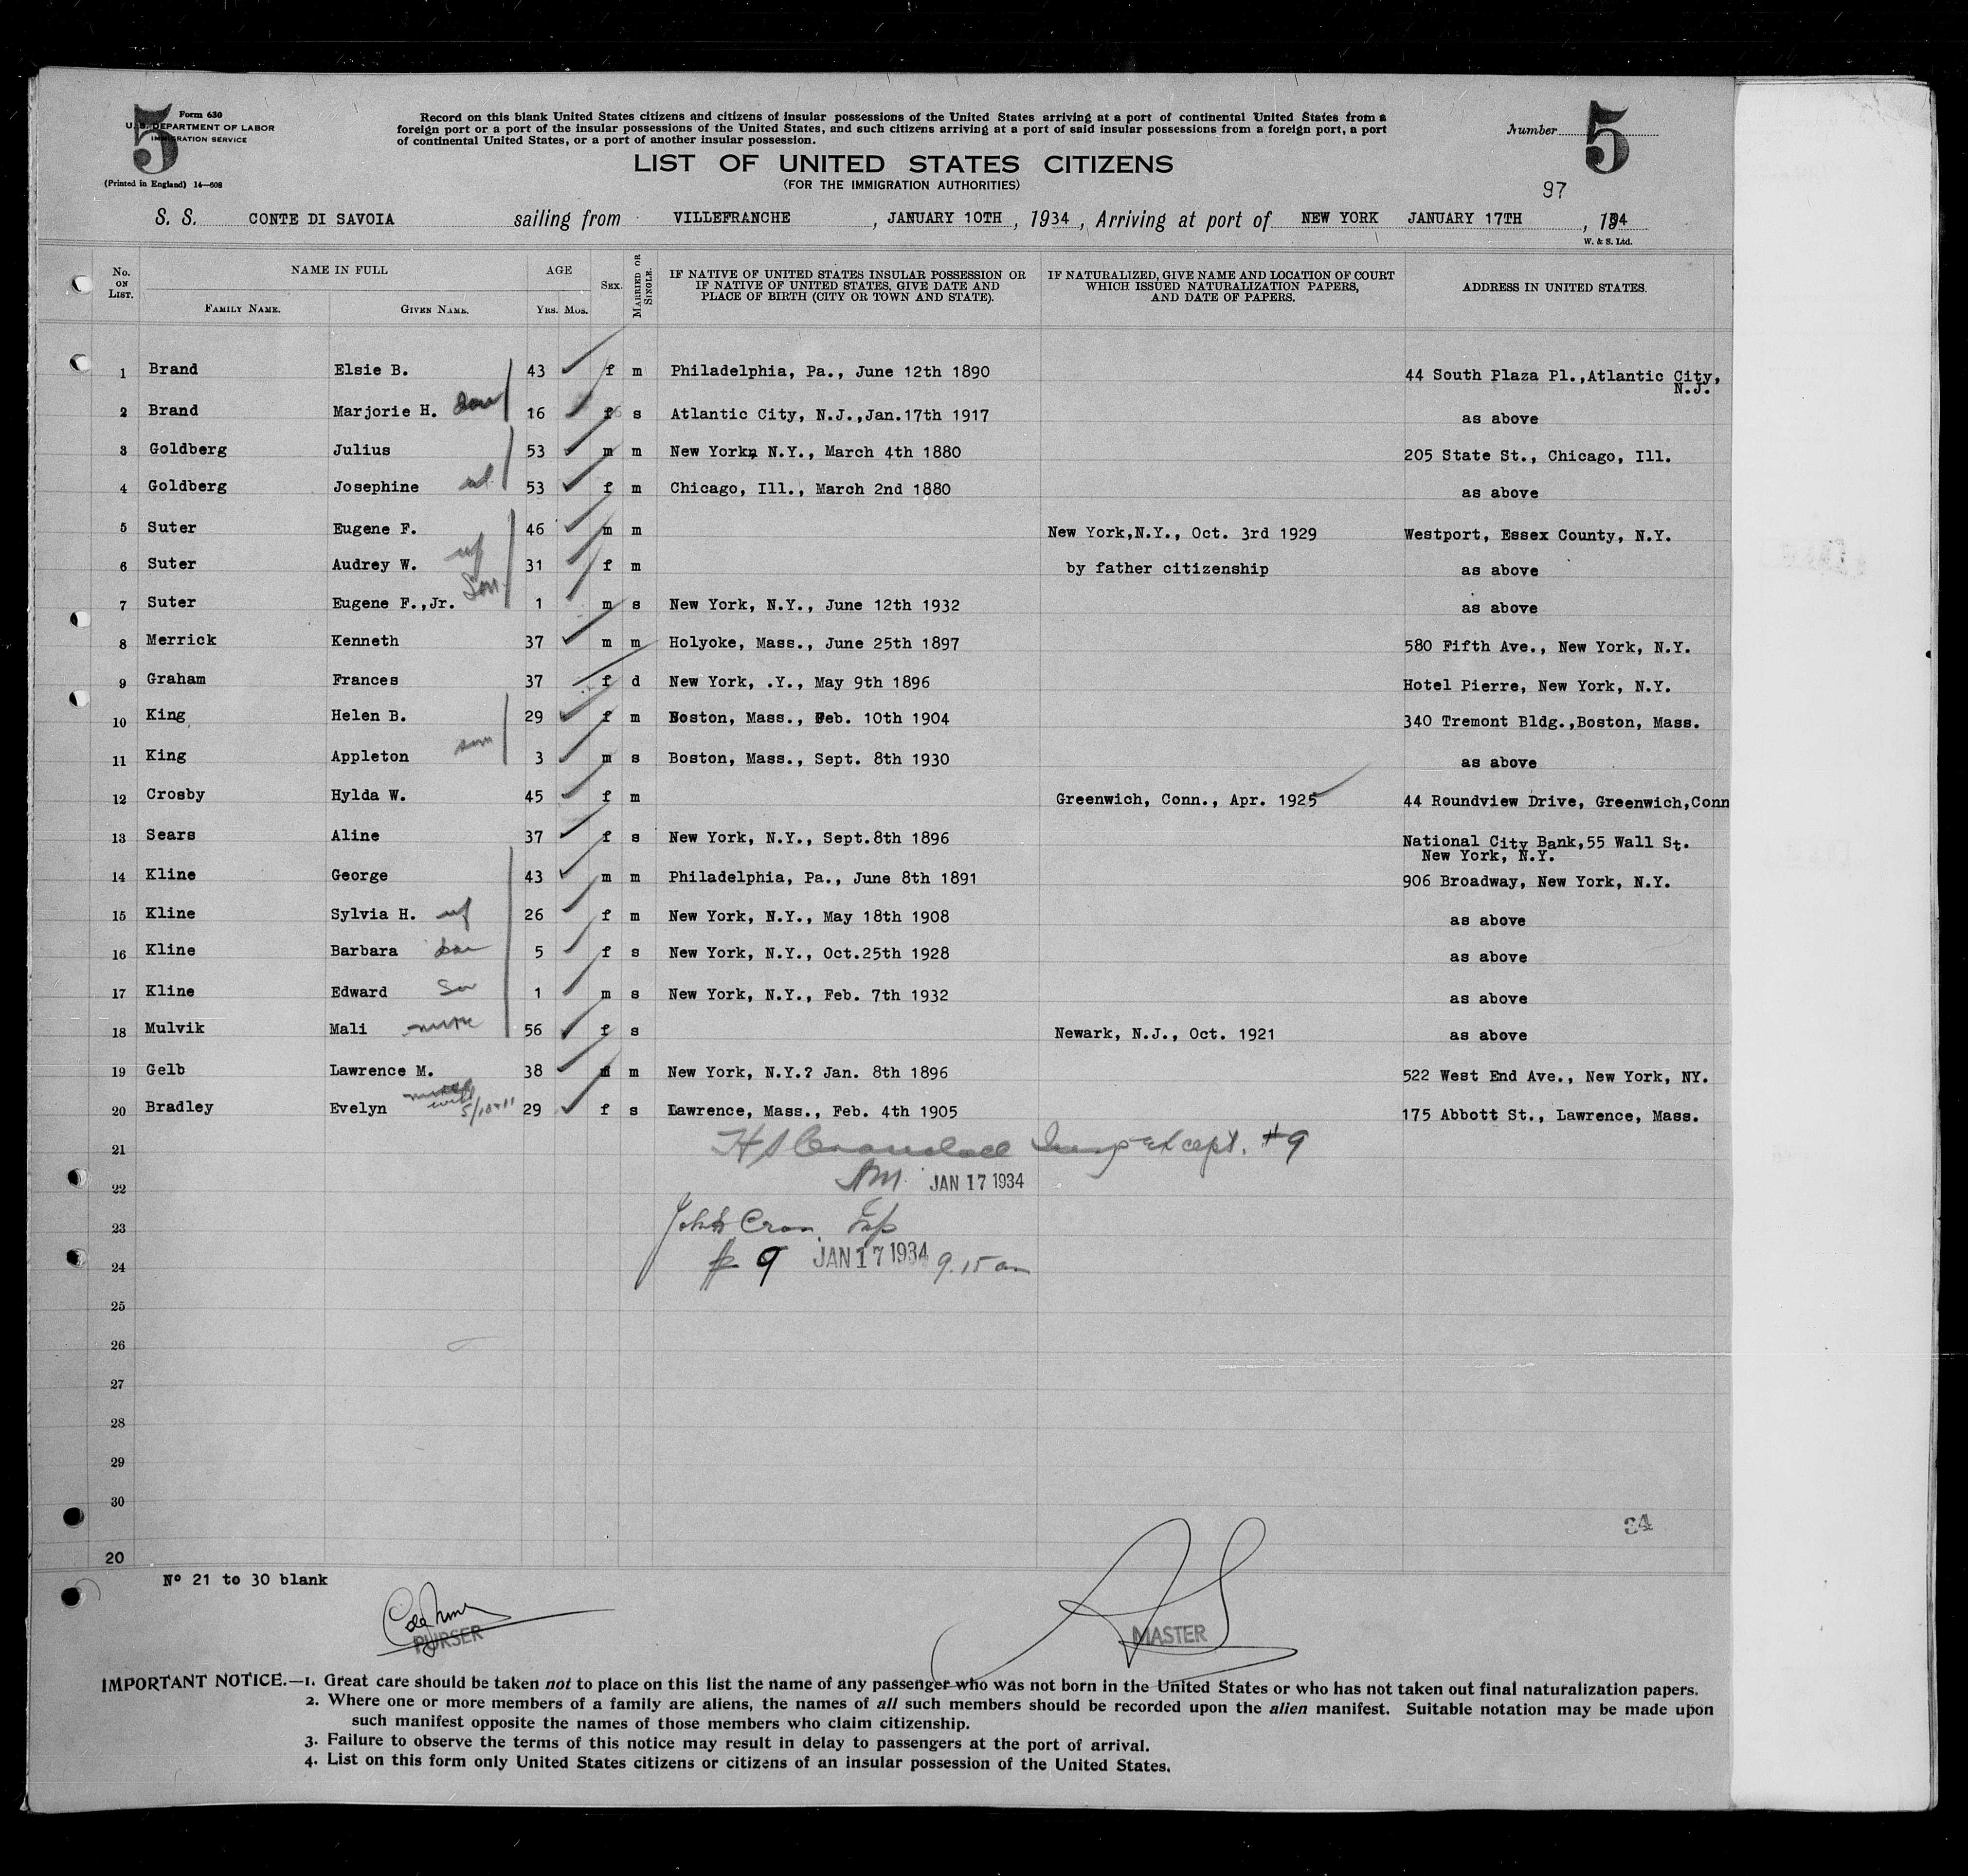 5
Form 630
U. S. DEPARTMENT OF LABOR
IMMIGRATION SERVICE
(Printed in England) 14—608
Record on this blank United States citizens and citizens of insular possessions of the United States arriving at a port of continental United States from a
foreign port or a port of the insular possessions of the United States, and such citizens arriving at a port of said insular possessions from a foreign port, a port
of continental United States, or a port of another insular possession.
Number 5
LIST OF UNITED STATES CITIZENS
(FOR THE IMMIGRATION AUTHORITIES)
97
S. S. CONTE DI SAVOIA sailing from VILLEFRANCHE, JANUARY 10TH, 1934, Arriving at port of NEW YORK JANUARY 17TH, 1934
W. & S. Ltd.
No. ON LIST. NAME IN FULL FAMILY NAME. GIVEN NAME. AGE YRS. MOS. SEX. MARRIED OR SINGLE. IF NATIVE OF UNITED STATES INSULAR POSSESSION OR IF NATIVE OF UNITED STATES, GIVE DATE AND PLACE OF BIRTH (CITY OR TOWN AND STATE). IF NATURALIZED, GIVE NAME AND LOCATION OF COURT WHICH ISSUED NATURALIZATION PAPERS, AND DATE OF PAPERS. ADDRESS IN UNITED STATES.
1 Brand Elsie B. 43 f m Philadelphia, Pa., June 12th 1890 44 South Plaza Pl.,Atlantic City, N.J.
2 Brand Marjorie H. dau 16 f s Atlantic City, N.J.,Jan.17th 1917 as above
3 Goldberg Julius 53 m m New Yorkn, N.Y., March 4th 1880 205 State St., Chicago, Ill.
4 Goldberg Josephine wf 53 f m Chicago, Ill., March 2nd 1880 as above
5 Suter Eugene F. 46 m m New York,N.Y., Oct. 3rd 1929 Westport, Essex County, N.Y.
6 Suter Audrey W. wf 31 f m by father citizenship as above
7 Suter Eugene F.,Jr. Son 1 m s New York, N.Y., June 12th 1932 as above
8 Merrick Kenneth 37 m m Holyoke, Mass., June 25th 1897 580 Fifth Ave., New York, N.Y.
9 Graham Frances 37 f d New York, .Y., May 9th 1896 Hotel Pierre, New York, N.Y.
10 King Helen B. 29 f m Boston, Mass., Feb. 10th 1904 340 Tremont Bldg.,Boston, Mass.
11 King Appleton son 3 m s Boston, Mass., Sept. 8th 1930 as above
12 Crosby Hylda W. 45 f m Greenwich, Conn., Apr. 1925 44 Roundview Drive, Greenwich,Conn
13 Sears Aline 37 f s New York, N.Y., Sept.8th 1896 National City Bank,55 Wall St. New York, N.Y.
14 Kline George 43 m m Philadelphia, Pa., June 8th 1891 906 Broadway, New York, N.Y.
15 Kline Sylvia H. wf 26 f m New York, N.Y., May 18th 1908 as above
16 Kline Barbara dau 5 f s New York, N.Y., Oct.25th 1928 as above
17 Kline Edward Son 1 m s New York, N.Y., Feb. 7th 1932 as above
18 Mulvik Mali nurse 56 f s Newark, N.J., Oct. 1921 as above
19 Gelb Lawrence M. 38 m m New York, N.Y.? Jan. 8th 1896 522 West End Ave., New York, NY.
20 Bradley Evelyn 29 f s Lawrence, Mass., Feb. 4th 1905 175 Abbott St., Lawrence, Mass.
21 Insp except. #9
22 JAN 17 1934
23 John Insp
24 # 9 JAN 17 1934 9.15 am
25
26
27
28
29
30
34
20
Nº 21 to 30 blank
PURSER
MASTER
IMPORTANT NOTICE.—1. Great care should be taken not to place on this list the name of any passenger who was not born in the United States or who has not taken out final naturalization papers.
2. Where one or more members of a family are aliens, the names of all such members should be recorded upon the alien manifest. Suitable notation may be made upon
such manifest opposite the names of those members who claim citizenship.
3. Failure to observe the terms of this notice may result in delay to passengers at the port of arrival.
4. List on this form only United States citizens or citizens of an insular possession of the United States.